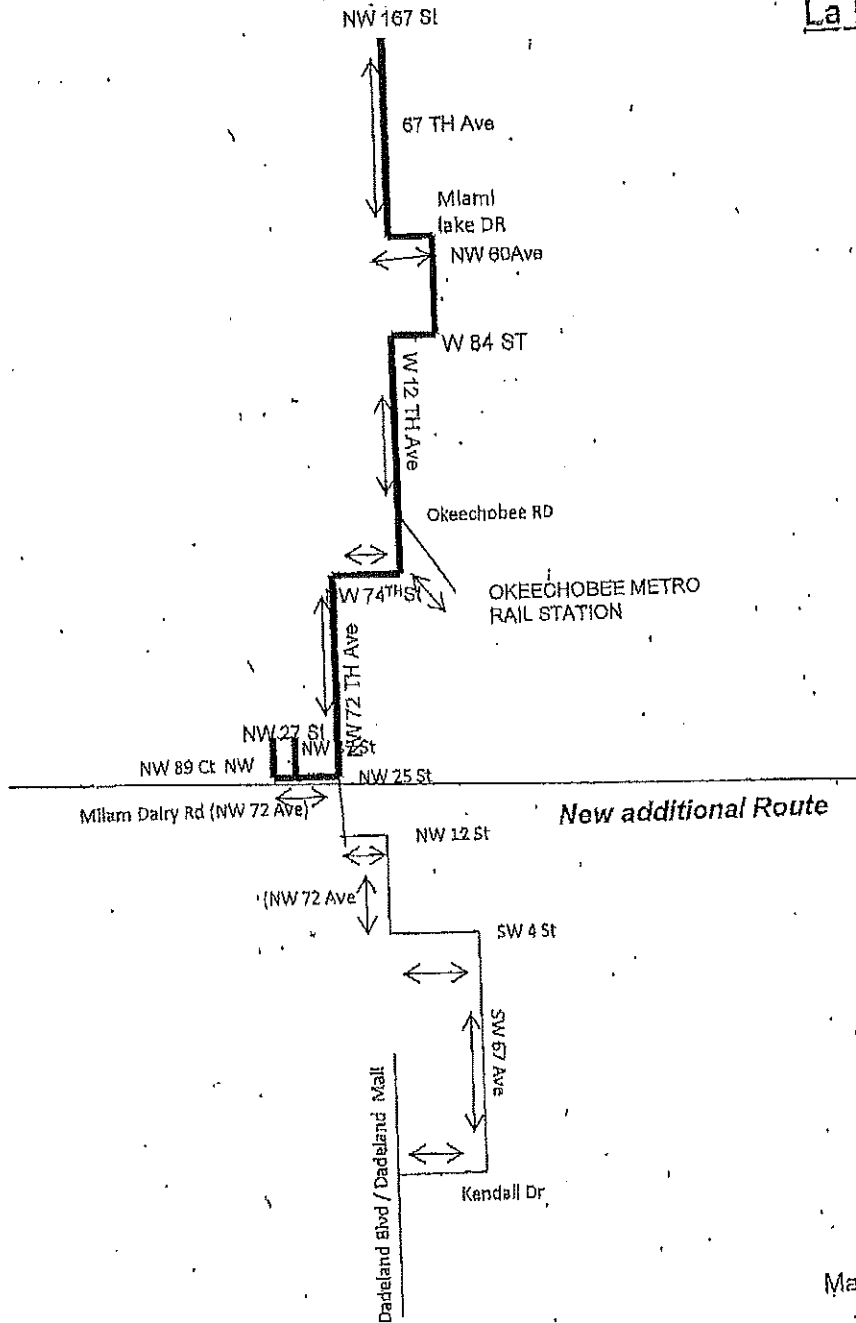 La
NW 167 St
67 TH Ave
Miami
lake DR
NW 60Ave
W 84 ST
W 12 TH Ave
Okeechobee RD
OKEECHOBEE METRO
RAIL STATION
W 74TH St
NW 72 TH Ave
NW 27 St
NW St
NW 89 Ct NW
NW 25 St
Milam Dairy Rd (NW 72 Ave)
New additional Route
NW 12 St
(NW 72 Ave
SW 4 St
SW 67 Ave
Dadeland Blvd / Dadeland Mall
Kendall Dr
Ma